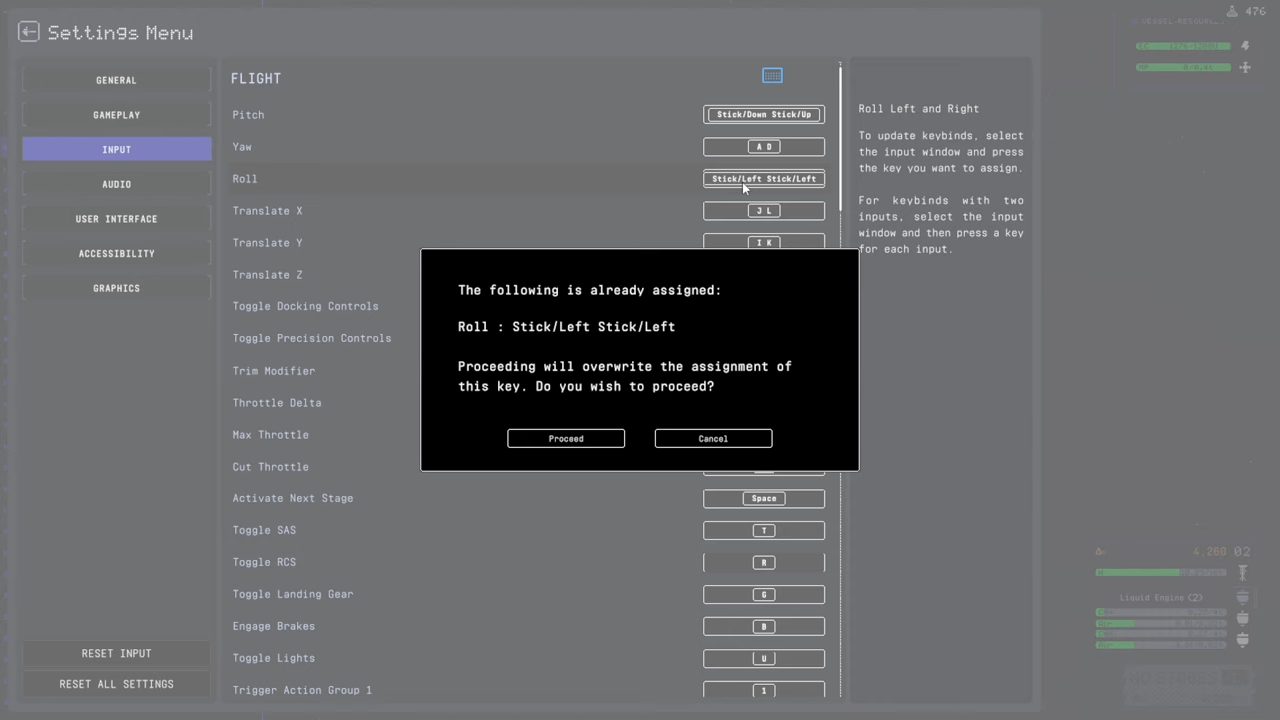 Settings Menu
476
GENERAL
GAMEPLAY
INPUT
AUDIO
USER INTERFACE
ACCESSIBILITY
GRAPHICS
RESET INPUT
RESET ALL SETTINGS
FLIGHT
Pitch
Stick/Down Stick/Up
Yaw
A D
Roll
Stick/Left Stick/Left
Translate X
J L
Translate Y
I K
Translate Z
Toggle Docking Controls
Toggle Precision Controls
Trim Modifier
Throttle Delta
Max Throttle
Cut Throttle
Activate Next Stage
Space
Toggle SAS
T
Toggle RCS
R
Toggle Landing Gear
G
Engage Brakes
B
Toggle Lights
U
Trigger Action Group 1
1
The following is already assigned:
Roll : Stick/Left Stick/Left
Proceeding will overwrite the assignment of
this key. Do you wish to proceed?
Proceed
Cancel
Roll Left and Right
To update keybinds, select
the input window and press
the key you want to assign.
For keybinds with two
inputs, select the input
window and then press a key
for each input.
4,260 02
Liquid Engine (2)